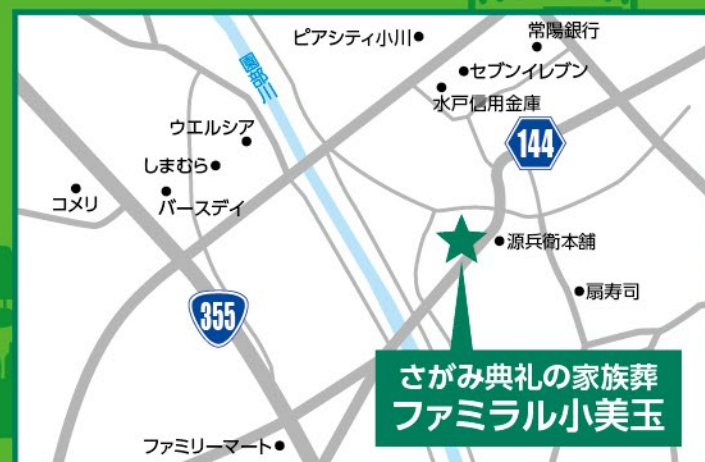 ピアシティ小川
常陽銀行
セブンイレブン
水戸信用金庫
園部川
ウエルシア
しまむら
コメリ
バースデイ
144
源兵衛本舗
扇寿司
355
さがみ典礼の家族葬
ファミラル小美玉
ファミリーマート